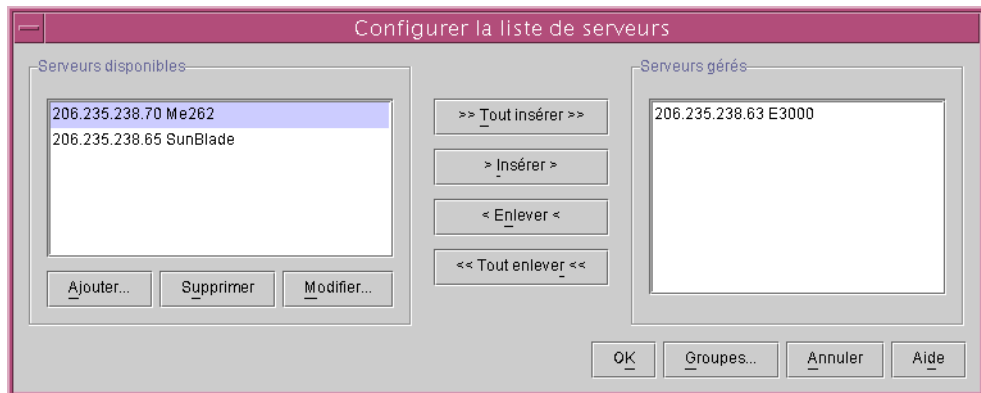 Configurer la liste de serveurs
Serveurs disponibles
206.235.238.70 Me262
206.235.238.65 SunBlade
Ajouter...
Supprimer
Modifier...
>> Tout insérer >>
> Insérer >
< Enlever <
<< Tout enlever <<
Serveurs gérés
206.235.238.63 E3000
OK
Groupes...
Annuler
Aide